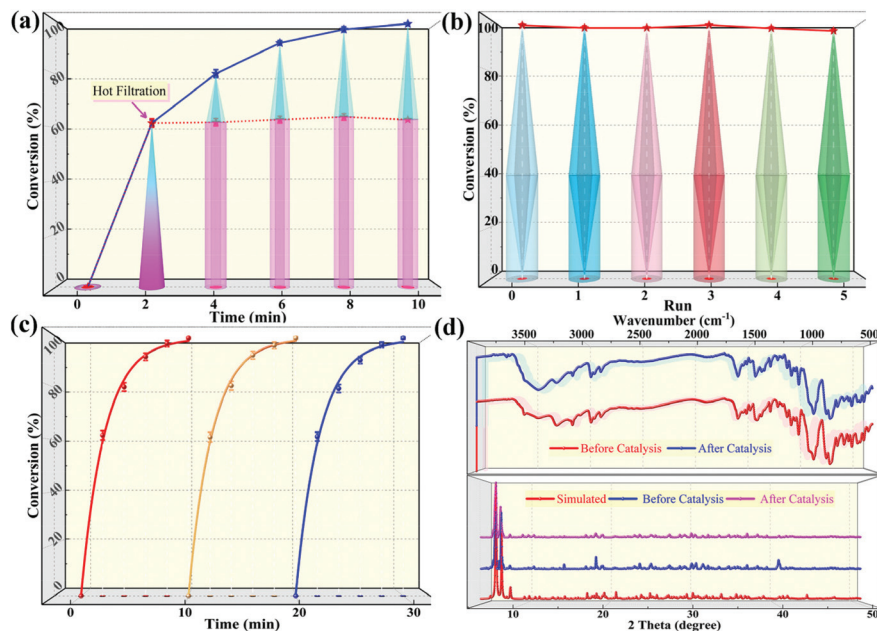 (a)
100
80
60
40
20
0
Conversion (%)
Hot Filtration
0 2 4 6 8 10
Time (min)
(b)
100
80
60
40
20
0
Conversion (%)
0 1 2 3 4 5
Run
(c)
100
80
60
40
20
0
Conversion (%)
0 10 20 30
Time (min)
(d)
Wavenumber (cm⁻¹)
3500 3000 2500 2000 1500 1000 500
Before Catalysis After Catalysis
Simulated Before Catalysis After Catalysis
10 20 30 40 50
2 Theta (degree)